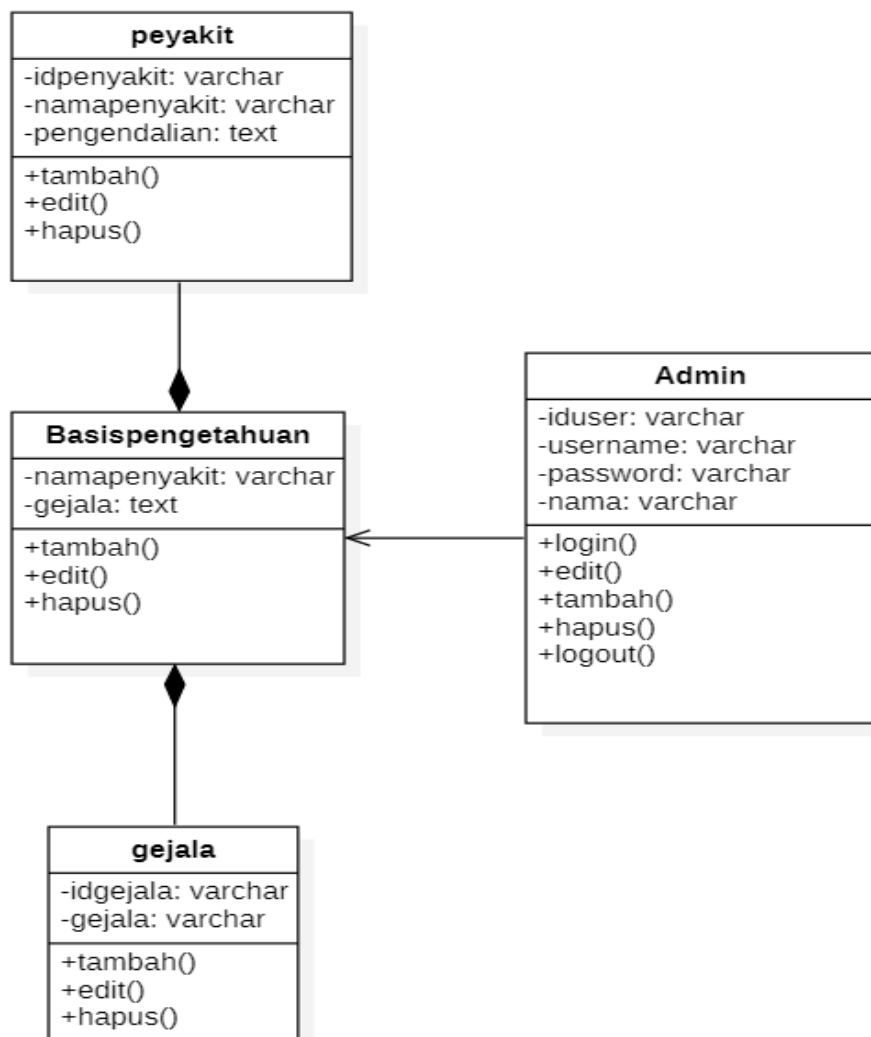 peyakit
-idpenyakit: varchar
-namapenyakit: varchar
-pengendalian: text
+tambah()
+edit()
+hapus()
Basispengetahuan
-namapenyakit: varchar
-gejala: text
+tambah()
+edit()
+hapus()
Admin
-iduser: varchar
-username: varchar
-password: varchar
-nama: varchar
+login()
+edit()
+tambah()
+hapus()
+logout()
gejala
-idgejala: varchar
-gejala: varchar
+tambah()
+edit()
+hapus()